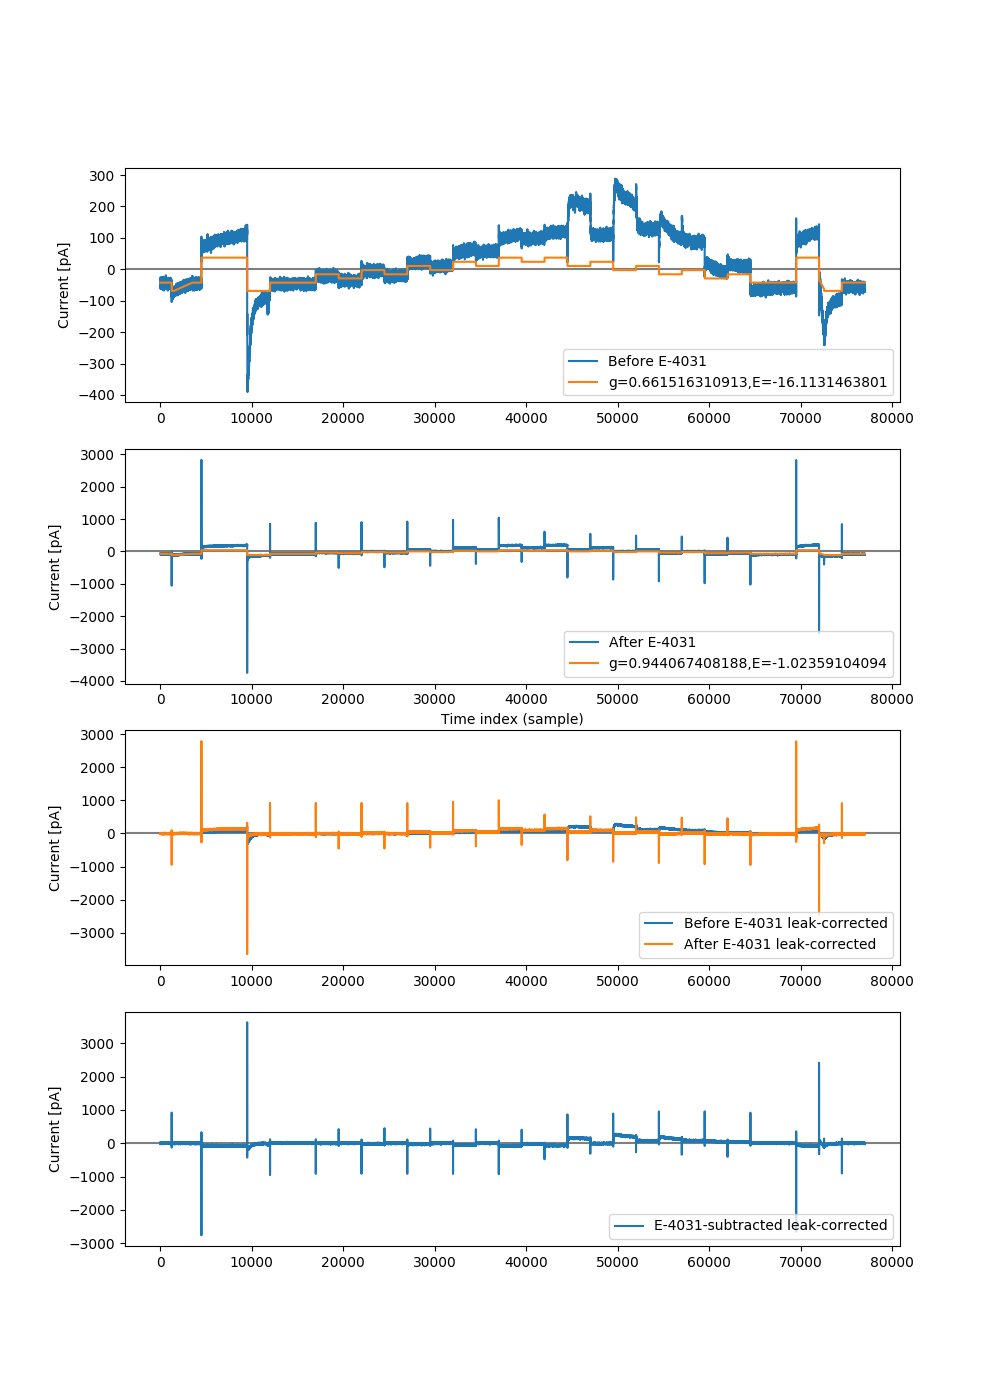 300
200
100
0
−100
−200
−300
−400
Current [pA]
Before E-4031
g=0.661516310913,E=-16.1131463801
0 10000 20000 30000 40000 50000 60000 70000 80000
3000
2000
1000
0
−1000
−2000
−3000
−4000
Current [pA]
After E-4031
g=0.944067408188,E=-1.02359104094
0 10000 20000 30000 40000 50000 60000 70000 80000
Time index (sample)
3000
2000
1000
0
−1000
−2000
−3000
Current [pA]
Before E-4031 leak-corrected
After E-4031 leak-corrected
0 10000 20000 30000 40000 50000 60000 70000 80000
3000
2000
1000
0
−1000
−2000
−3000
Current [pA]
E-4031-subtracted leak-corrected
0 10000 20000 30000 40000 50000 60000 70000 80000